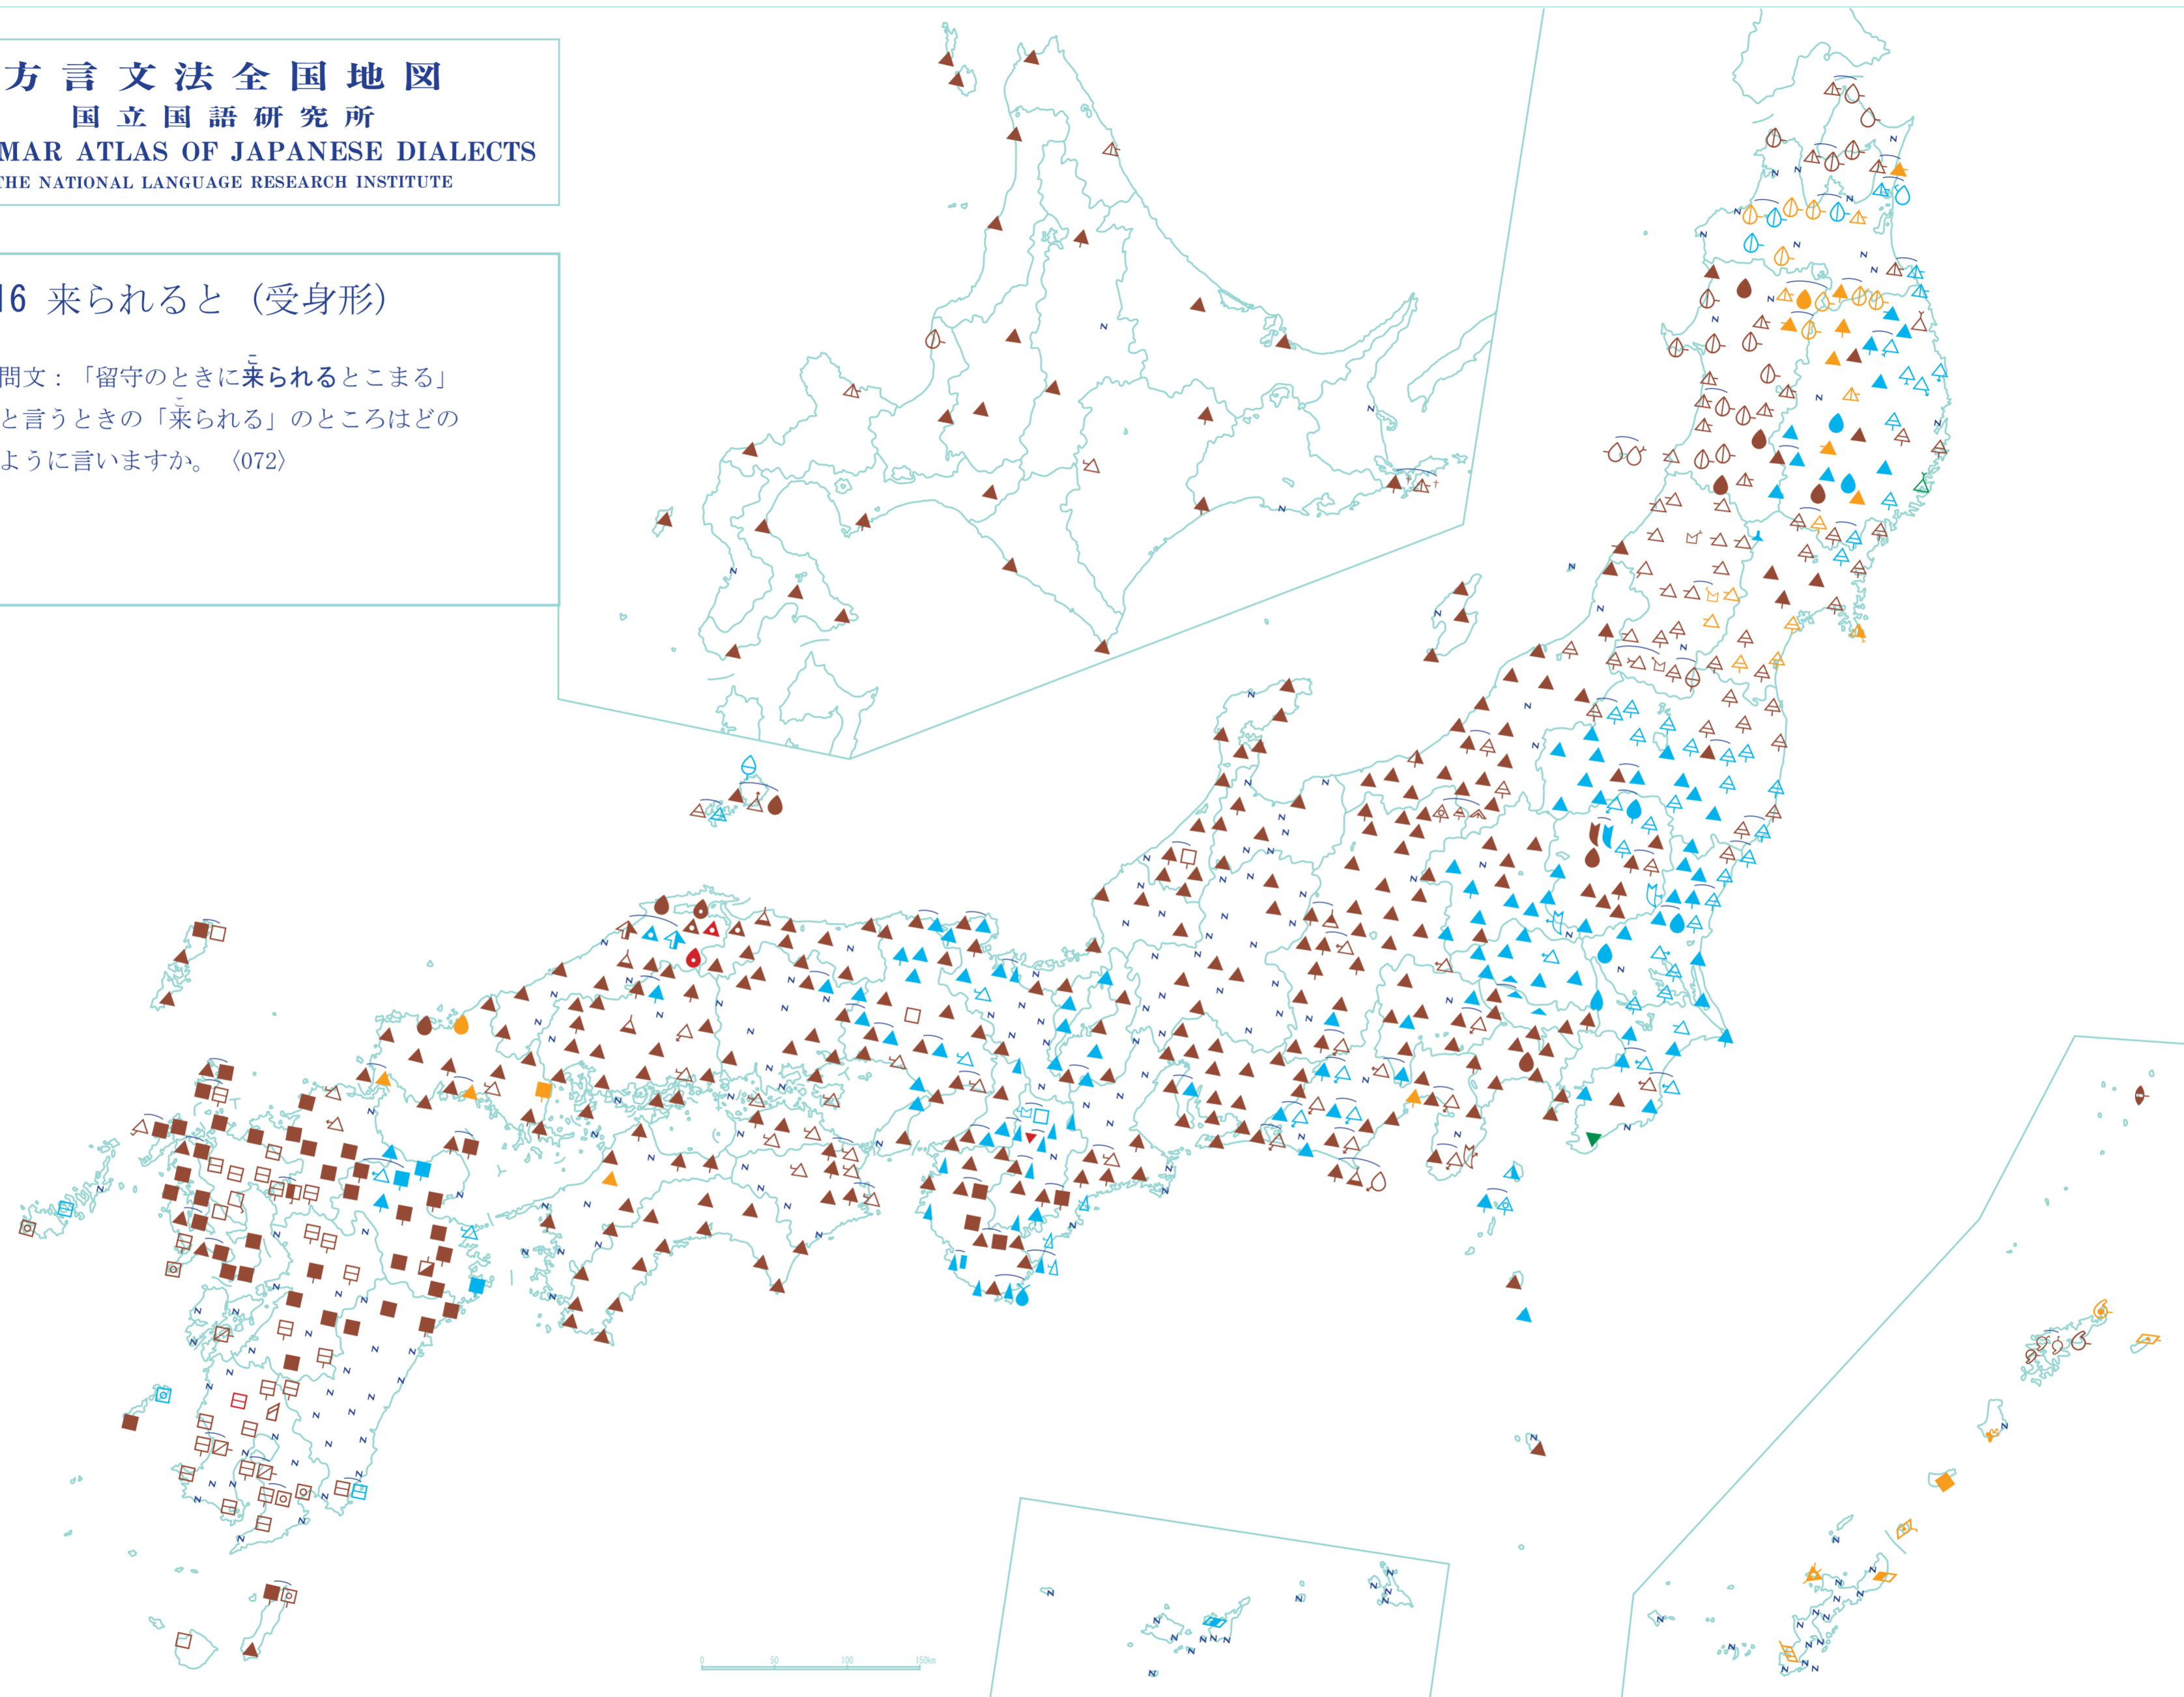 方言文法全国地図
国立国語研究所
MAR ATLAS OF JAPANESE DIALECTS
THE NATIONAL LANGUAGE RESEARCH INSTITUTE
16 来られると (受身形)
問文：「留守のときに来られるとこまる」
こ
と言うときの「来られる」のところはどの
こ
ように言いますか。〈072〉
0 50 100 150km